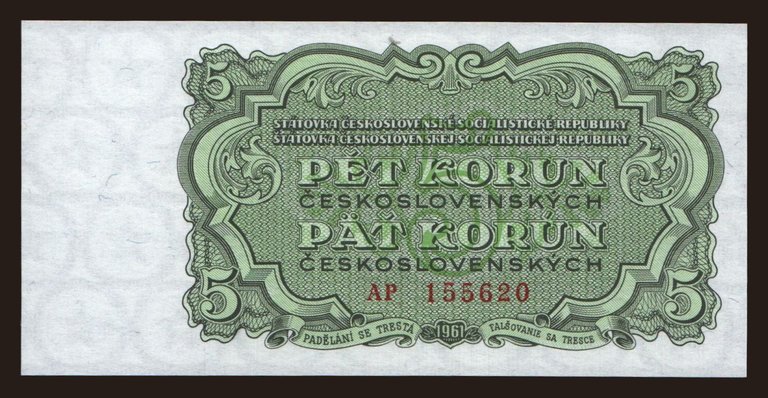 5 5
STÁTOVKA ČESKOSLOVENSKÉ SOCIALISTICKÉ REPUBLIKY
ŠTÁTOVKA ČESKOSLOVENSKEJ SOCIALISTICKEJ REPUBLIKY
PĚT KORUN
ČESKOSLOVENSKÝCH
PÄŤ KORÚN
ČESKOSLOVENSKÝCH
AP 155620
5 5
PADĚLÁNÍ SE TRESTÁ 1961 FALŠOVANIE SA TRESCE